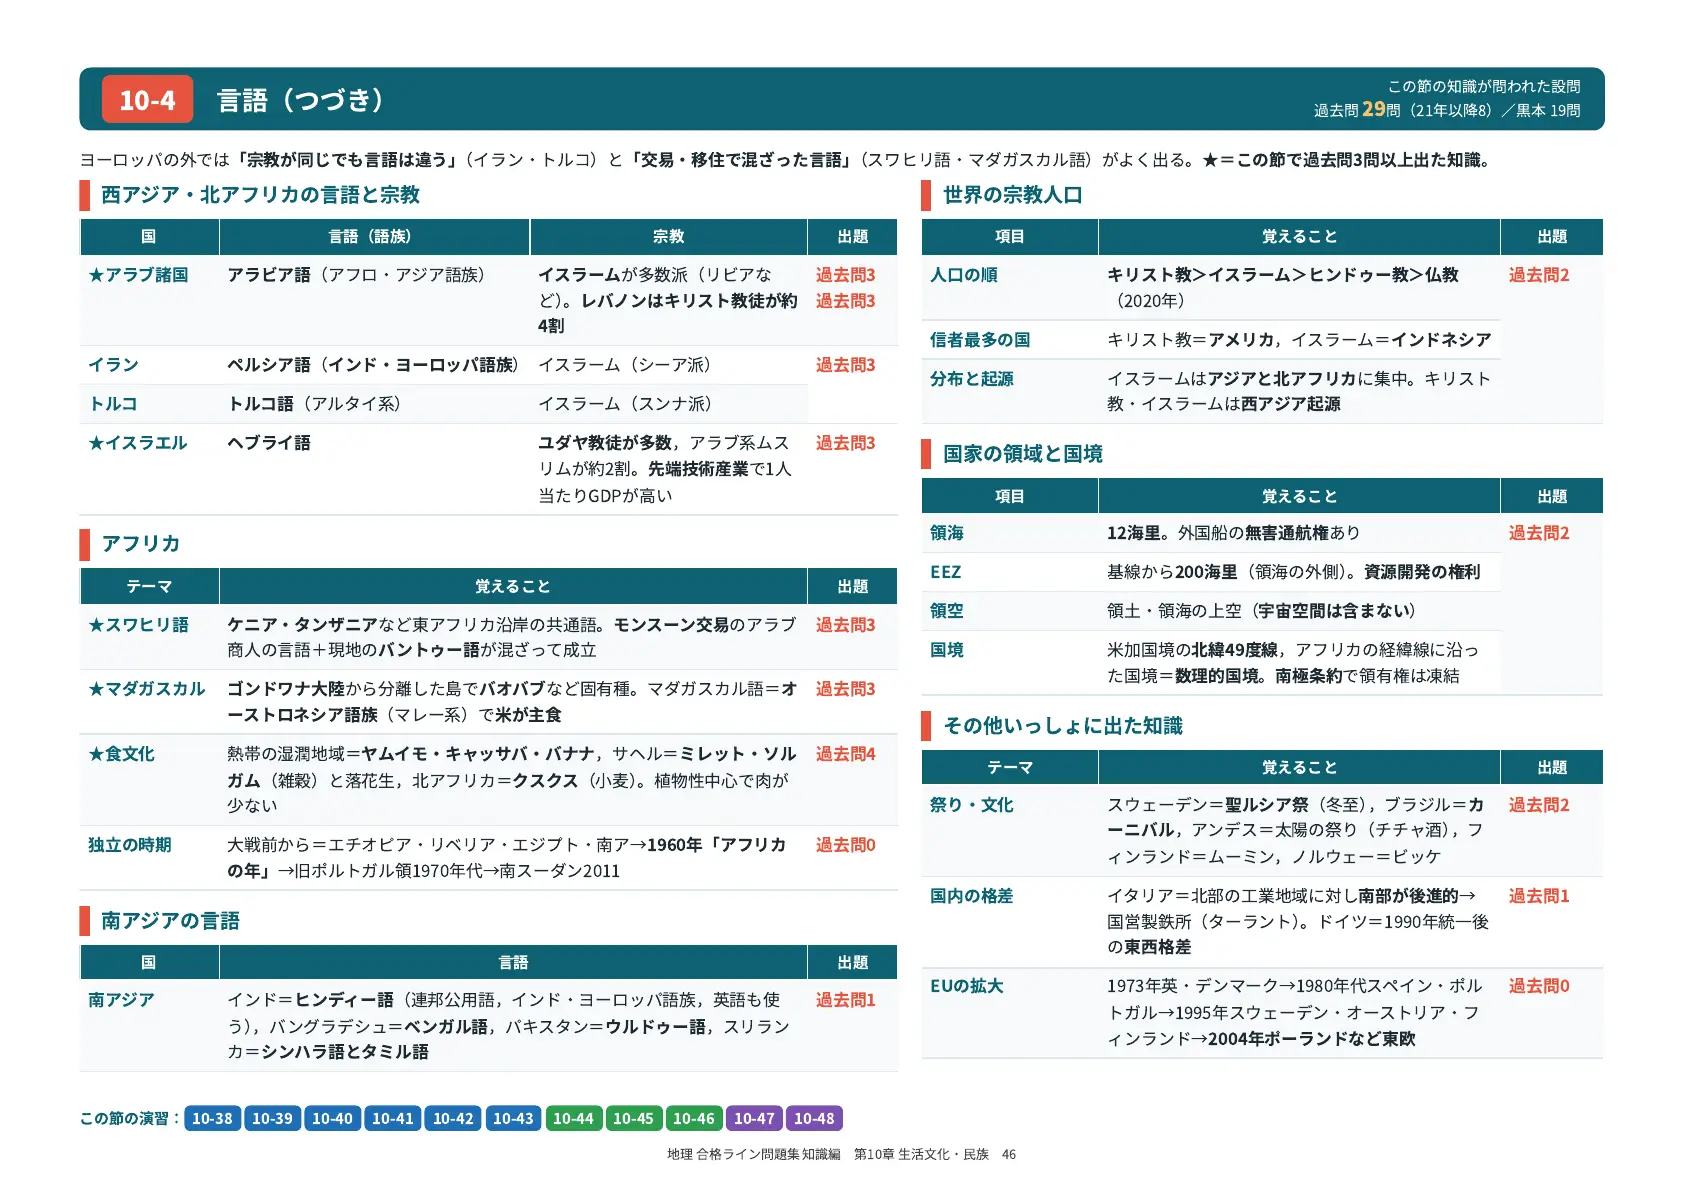 10-4 言語（つづき）
この節の知識が問われた設問
過去問 29問（21年以降8）／黒本 19問
ヨーロッパの外では「宗教が同じでも言語は違う」（イラン・トルコ）と「交易・移住で混ざった言語」（スワヒリ語・マダガスカル語）がよく出る。★＝この節で過去問3問以上出た知識。
西アジア・北アフリカの言語と宗教
国 言語（語族） 宗教 出題
★アラブ諸国 アラビア語（アフロ・アジア語族） イスラームが多数派（リビアな 過去問3
ど）。レバノンはキリスト教徒が約 過去問3
4割
イラン ペルシア語（インド・ヨーロッパ語族） イスラーム（シーア派） 過去問3
トルコ トルコ語（アルタイ系） イスラーム（スンナ派）
★イスラエル ヘブライ語 ユダヤ教徒が多数，アラブ系ムス 過去問3
リムが約2割。先端技術産業で1人
当たりGDPが高い
アフリカ
テーマ 覚えること 出題
★スワヒリ語 ケニア・タンザニアなど東アフリカ沿岸の共通語。モンスーン交易のアラブ 過去問3
商人の言語＋現地のバントゥー語が混ざって成立
★マダガスカル ゴンドワナ大陸から分離した島でバオバブなど固有種。マダガスカル語＝オ 過去問3
ーストロネシア語族（マレー系）で米が主食
★食文化 熱帯の湿潤地域＝ヤムイモ・キャッサバ・バナナ，サヘル＝ミレット・ソル 過去問4
ガム（雑穀）と落花生，北アフリカ＝クスクス（小麦）。植物性中心で肉が
少ない
独立の時期 大戦前から＝エチオピア・リベリア・エジプト・南ア→1960年「アフリカ 過去問0
の年」→旧ポルトガル領1970年代→南スーダン2011
南アジアの言語
国 言語 出題
南アジア インド＝ヒンディー語（連邦公用語，インド・ヨーロッパ語族，英語も使 過去問1
う），バングラデシュ＝ベンガル語，パキスタン＝ウルドゥー語，スリラン
カ＝シンハラ語とタミル語
世界の宗教人口
項目 覚えること 出題
人口の順 キリスト教＞イスラーム＞ヒンドゥー教＞仏教 過去問2
（2020年）
信者最多の国 キリスト教＝アメリカ，イスラーム＝インドネシア
分布と起源 イスラームはアジアと北アフリカに集中。キリスト
教・イスラームは西アジア起源
国家の領域と国境
項目 覚えること 出題
領海 12海里。外国船の無害通航権あり 過去問2
EEZ 基線から200海里（領海の外側）。資源開発の権利
領空 領土・領海の上空（宇宙空間は含まない）
国境 米加国境の北緯49度線，アフリカの経緯線に沿っ
た国境＝数理的国境。南極条約で領有権は凍結
その他いっしょに出た知識
テーマ 覚えること 出題
祭り・文化 スウェーデン＝聖ルシア祭（冬至），ブラジル＝カ 過去問2
ーニバル，アンデス＝太陽の祭り（チチャ酒），フ
ィンランド＝ムーミン，ノルウェー＝ビッケ
国内の格差 イタリア＝北部の工業地域に対し南部が後進的→ 過去問1
国営製鉄所（ターラント）。ドイツ＝1990年統一後
の東西格差
EUの拡大 1973年英・デンマーク→1980年代スペイン・ポル 過去問0
トガル→1995年スウェーデン・オーストリア・フ
ィンランド→2004年ポーランドなど東欧
この節の演習： 10-38 10-39 10-40 10-41 10-42 10-43 10-44 10-45 10-46 10-47 10-48
地理 合格ライン問題集 知識編　第10章 生活文化・民族　46